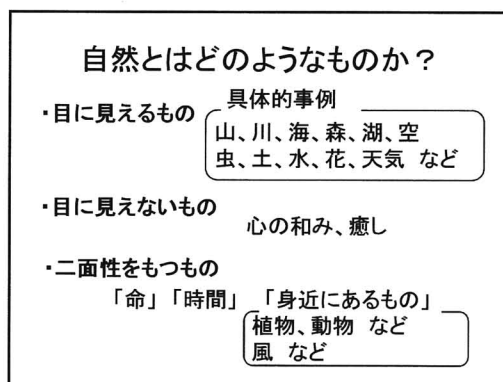 自然とはどのようなものか？
・目に見えるもの
具体的事例
山、川、海、森、湖、空
虫、土、水、花、天気 など
・目に見えないもの
心の和み、癒し
・二面性をもつもの
「命」「時間」 「身近にあるもの」
植物、動物 など
風 など